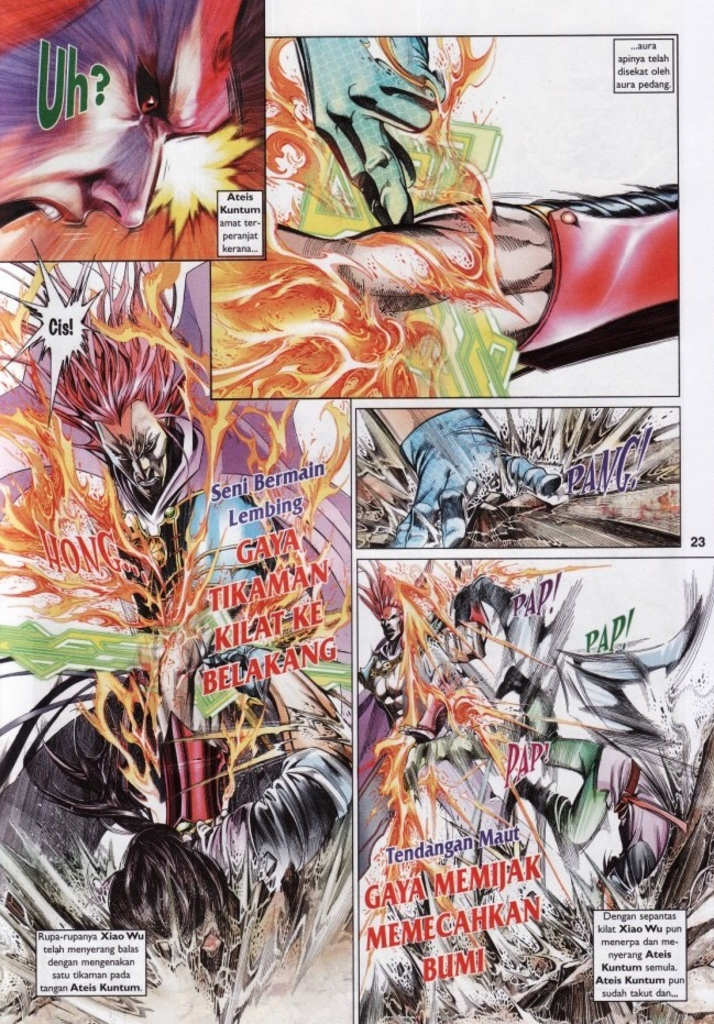 Uh?
Ateis
Kuntum
amat ter-
peranjat
kerana...
...aura
apinya telah
disekat oleh
aura pedang.
Cis!
HONG...
Seni Bermain
Lembing
GAYA
TIKAMAN
KILAT KE
BELAKANG
Rupa-rupanya Xiao Wu
telah menyerang balas
dengan mengenakan
satu tikaman pada
tangan Ateis Kuntum.
PANG!
23
PAP!
PAP!
PAP!
Tendangan Maut
GAYA MEMIJAK
MEMECAHKAN
BUMI
Dengan sepantas
kilat Xiao Wu pun
menerpa dan me-
nyerang Ateis
Kuntum semula.
Ateis Kuntum pun
sudah takut dan...